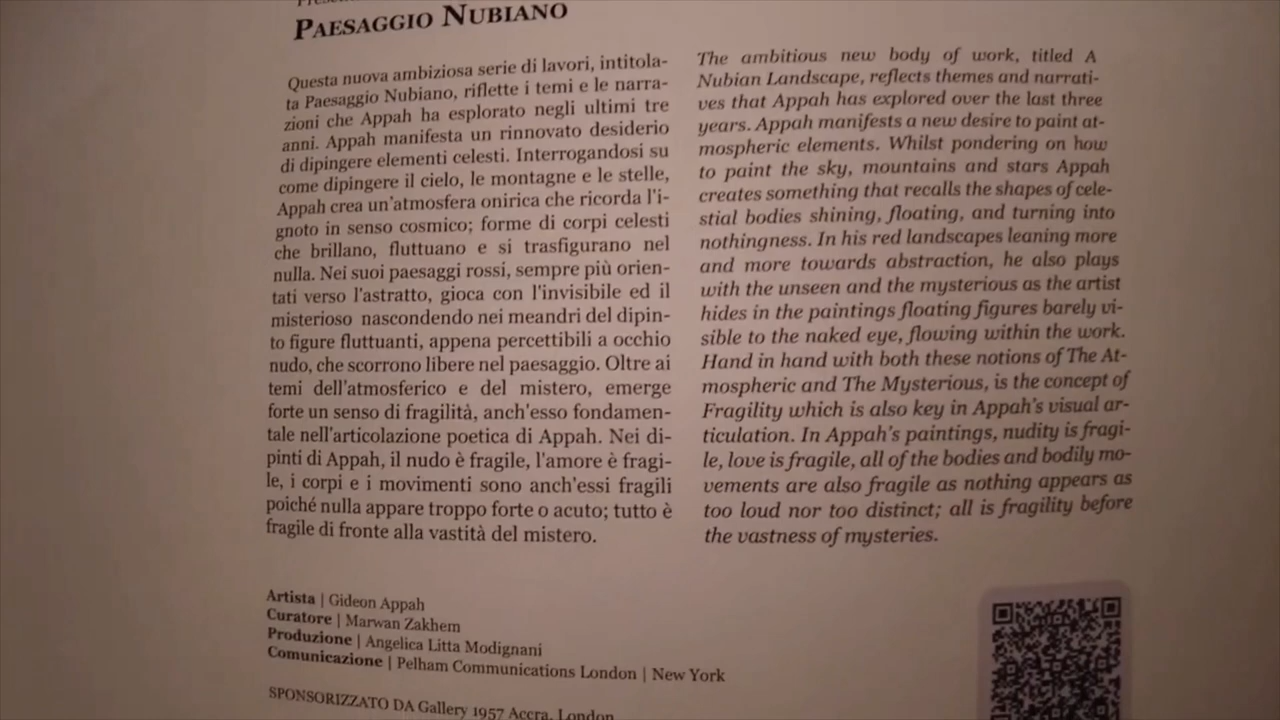 PAESAGGIO NUBIANO
Questa nuova ambiziosa serie di lavori, intitola-
ta Paesaggio Nubiano, riflette i temi e le narra-
zioni che Appah ha esplorato negli ultimi tre
anni. Appah manifesta un rinnovato desiderio
di dipingere elementi celesti. Interrogandosi su
come dipingere il cielo, le montagne e le stelle,
Appah crea un'atmosfera onirica che ricorda l'i-
gnoto in senso cosmico; forme di corpi celesti
che brillano, fluttuano e si trasfigurano nel
nulla. Nei suoi paesaggi rossi, sempre più orien-
tati verso l'astratto, gioca con l'invisibile ed il
misterioso nascondendo nei meandri del dipin-
to figure fluttuanti, appena percettibili a occhio
nudo, che scorrono libere nel paesaggio. Oltre ai
temi dell'atmosferico e del mistero, emerge
forte un senso di fragilità, anch'esso fondamen-
tale nell'articolazione poetica di Appah. Nei di-
pinti di Appah, il nudo è fragile, l'amore è fragi-
le, i corpi e i movimenti sono anch'essi fragili
poiché nulla appare troppo forte o acuto; tutto è
fragile di fronte alla vastità del mistero.
The ambitious new body of work, titled A
Nubian Landscape, reflects themes and narrati-
ves that Appah has explored over the last three
years. Appah manifests a new desire to paint at-
mospheric elements. Whilst pondering on how
to paint the sky, mountains and stars Appah
creates something that recalls the shapes of cele-
stial bodies shining, floating, and turning into
nothingness. In his red landscapes leaning more
and more towards abstraction, he also plays
with the unseen and the mysterious as the artist
hides in the paintings floating figures barely vi-
sible to the naked eye, flowing within the work.
Hand in hand with both these notions of The At-
mospheric and The Mysterious, is the concept of
Fragility which is also key in Appah's visual ar-
ticulation. In Appah's paintings, nudity is fragi-
le, love is fragile, all of the bodies and bodily mo-
vements are also fragile as nothing appears as
too loud nor too distinct; all is fragility before
the vastness of mysteries.
Artista | Gideon Appah
Curatore | Marwan Zakhem
Produzione | Angelica Litta Modignani
Comunicazione | Pelham Communications London | New York
SPONSORIZZATO DA Gallery 1957 Accra, London